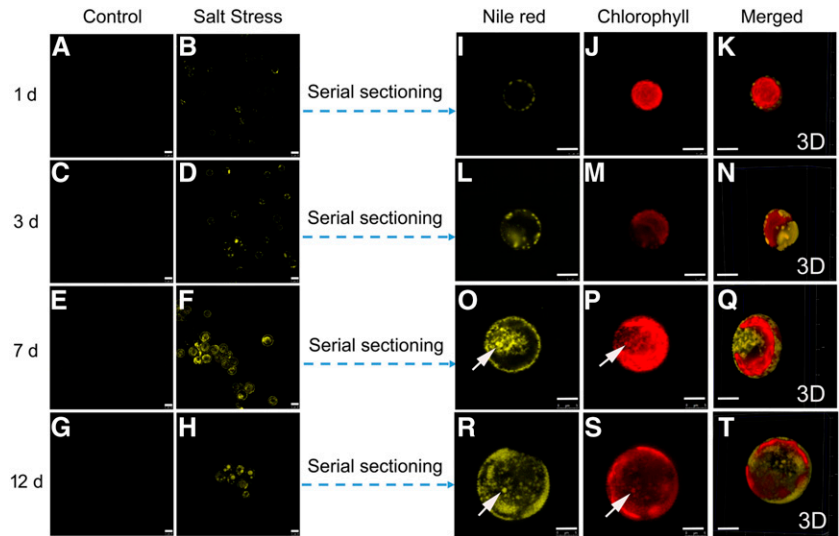 Control Salt Stress Nile red Chlorophyll Merged
A B I J K
1 d Serial sectioning
3D
C D L M N
3 d Serial sectioning
3D
E F O P Q
7 d Serial sectioning
3D
G H R S T
12 d Serial sectioning
3D